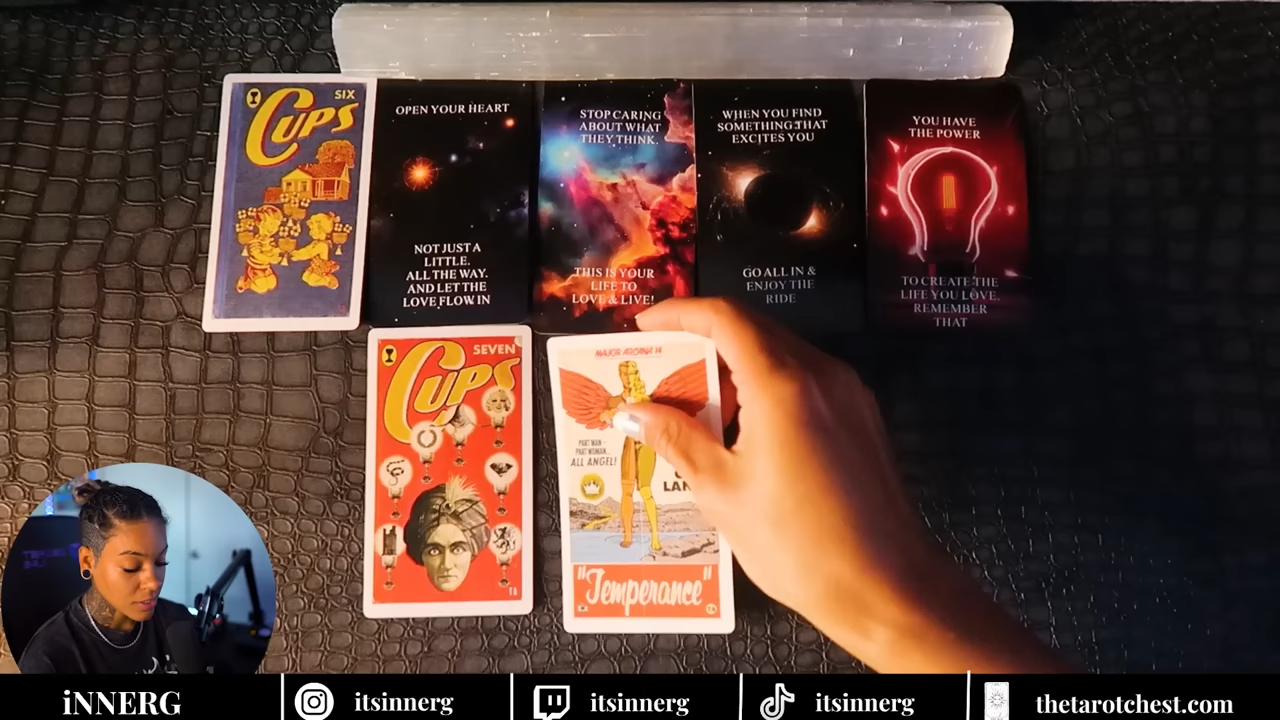 SIX
CUPS
OPEN YOUR HEART
NOT JUST A
LITTLE.
ALL THE WAY.
AND LET THE
LOVE FLOW IN
STOP CARING
ABOUT WHAT
THEY THINK.
THIS IS YOUR
LIFE TO
LOVE & LIVE!
WHEN YOU FIND
SOMETHING THAT
EXCITES YOU
GO ALL IN &
ENJOY THE
RIDE
YOU HAVE
THE POWER
TO CREATE THE
LIFE YOU LOVE.
REMEMBER
THAT
SEVEN
CUPS
MAJOR ARCANA 14
PART MAN -
PART WOMAN...
ALL ANGEL!
LAN
"Temperance"
iNNERG
itsinnerg
itsinnerg
itsinnerg
thetarotchest.com